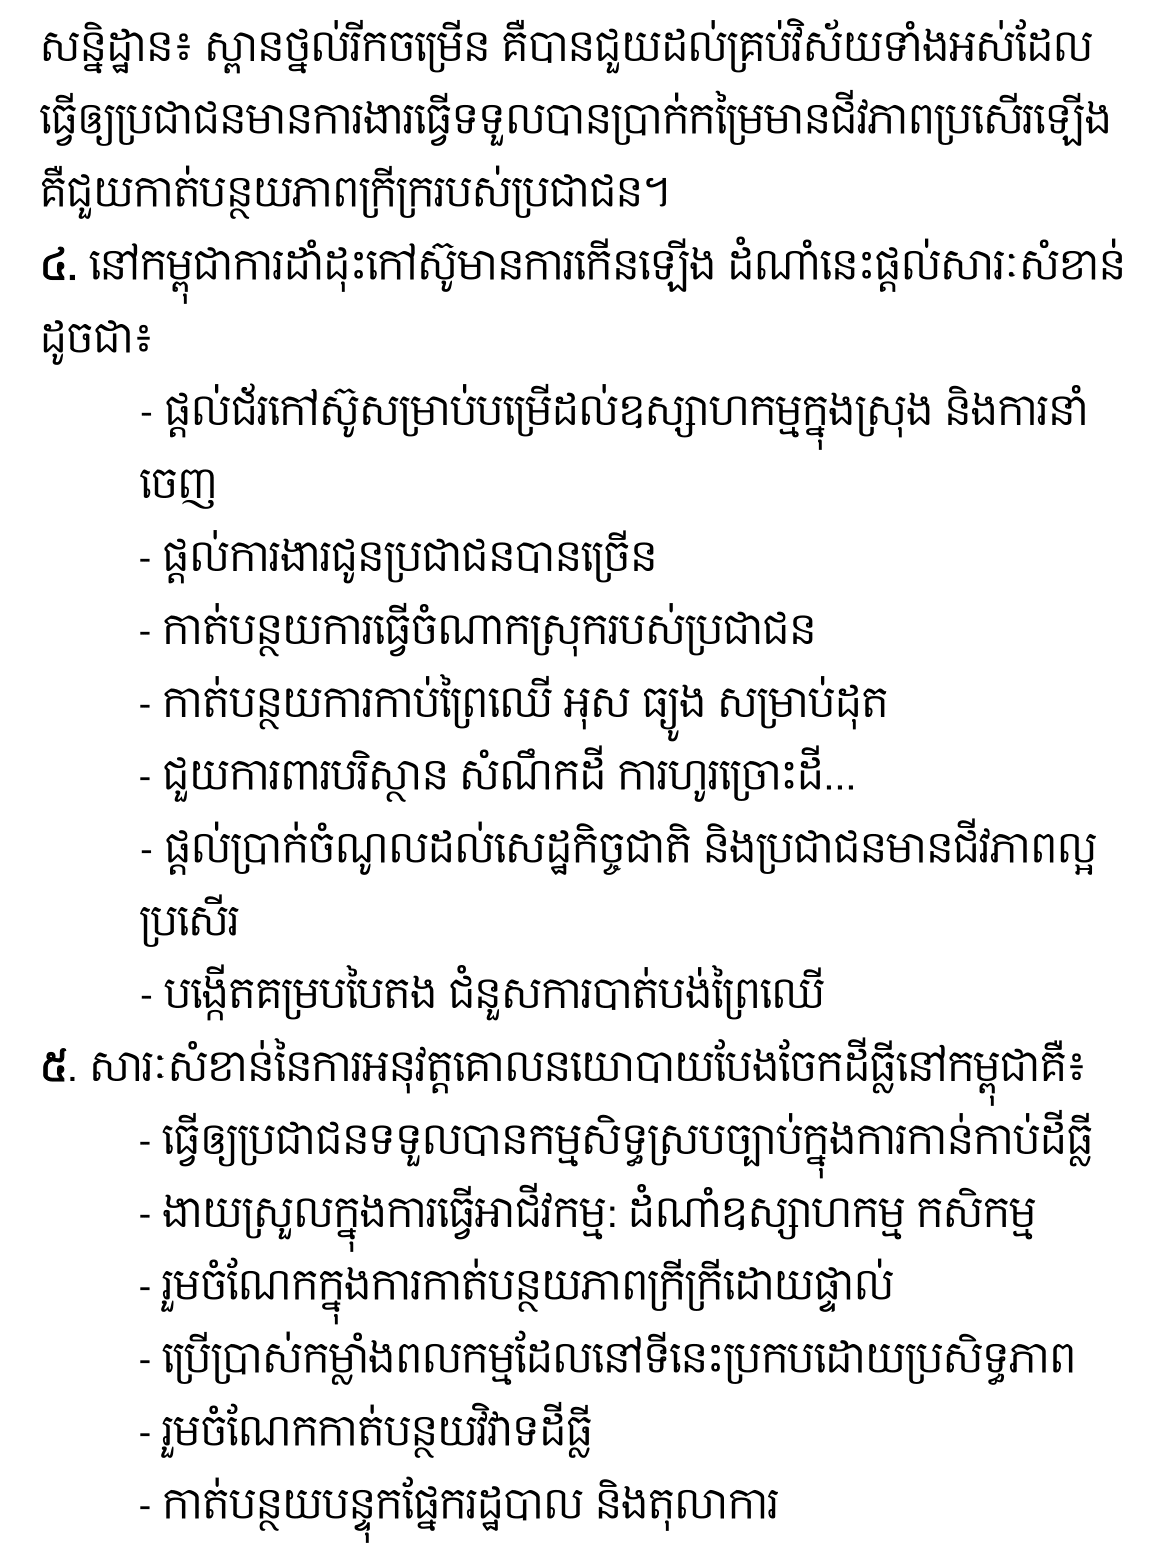 សន្និដ្ឋាន៖ ស្ពានថ្នល់រីកចម្រើន គឺបានជួយដល់គ្រប់វិស័យទាំងអស់ដែល
ធ្វើឲ្យប្រជាជនមានការងារធ្វើទទួលបានប្រាក់កម្រៃមានជីវភាពប្រសើរឡើង
គឺជួយកាត់បន្ថយភាពក្រីក្ររបស់ប្រជាជន។
៤. នៅកម្ពុជាការដាំដុះកៅស៊ូមានការកើនឡើង ដំណាំនេះផ្តល់សារៈសំខាន់
ដូចជា៖
- ផ្តល់ជ័រកៅស៊ូសម្រាប់បម្រើដល់ឧស្សាហកម្មក្នុងស្រុង និងការនាំ
ចេញ
- ផ្តល់ការងារជូនប្រជាជនបានច្រើន
- កាត់បន្ថយការធ្វើចំណាកស្រុករបស់ប្រជាជន
- កាត់បន្ថយការកាប់ព្រៃឈើ អុស ធ្យូង សម្រាប់ដុត
- ជួយការពារបរិស្ថាន សំណឹកដី ការហូរច្រោះដី...
- ផ្តល់ប្រាក់ចំណូលដល់សេដ្ឋកិច្ចជាតិ និងប្រជាជនមានជីវភាពល្អ
ប្រសើរ
- បង្កើតគម្របបៃតង ជំនួសការបាត់បង់ព្រៃឈើ
៥. សារៈសំខាន់នៃការអនុវត្តគោលនយោបាយបែងចែកដីធ្លីនៅកម្ពុជាគឺ៖
- ធ្វើឲ្យប្រជាជនទទួលបានកម្មសិទ្ធស្របច្បាប់ក្នុងការកាន់កាប់ដីធ្លី
- ងាយស្រួលក្នុងការធ្វើអាជីវកម្ម: ដំណាំឧស្សាហកម្ម កសិកម្ម
- រួមចំណែកក្នុងការកាត់បន្ថយភាពក្រីក្រីដោយផ្ទាល់
- ប្រើប្រាស់កម្លាំងពលកម្មដែលនៅទីនេះប្រកបដោយប្រសិទ្ធភាព
- រួមចំណែកកាត់បន្ថយវិវាទដីធ្លី
- កាត់បន្ថយបន្ទុកផ្នែករដ្ឋបាល និងតុលាការ